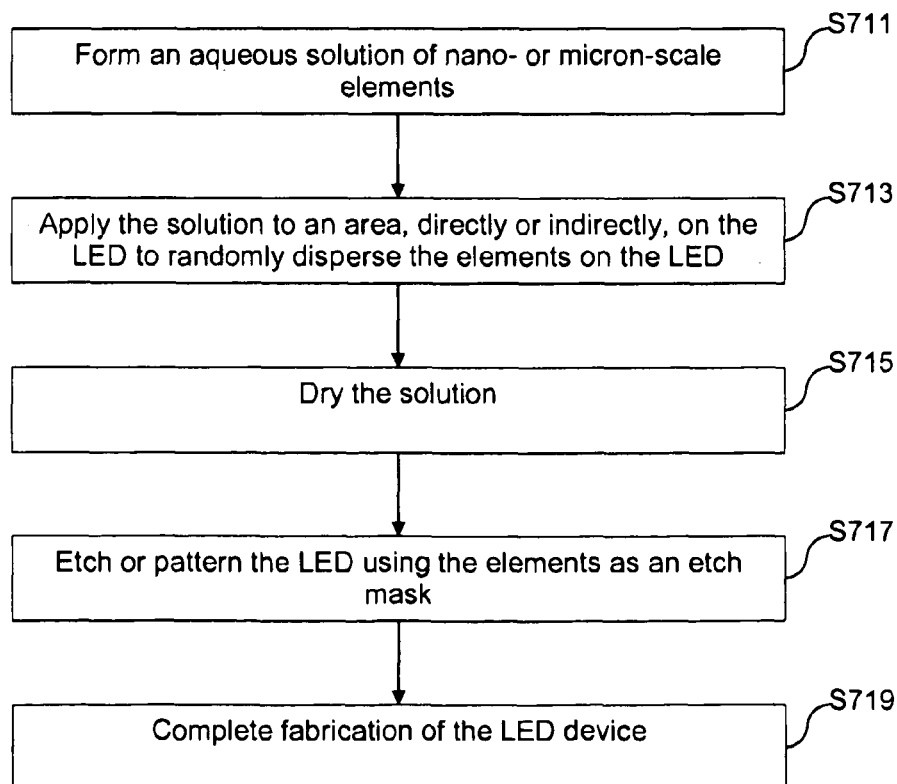 S711
Form an aqueous solution of nano- or micron-scale
elements
S713
Apply the solution to an area, directly or indirectly, on the
LED to randomly disperse the elements on the LED
S715
Dry the solution
S717
Etch or pattern the LED using the elements as an etch
mask
S719
Complete fabrication of the LED device